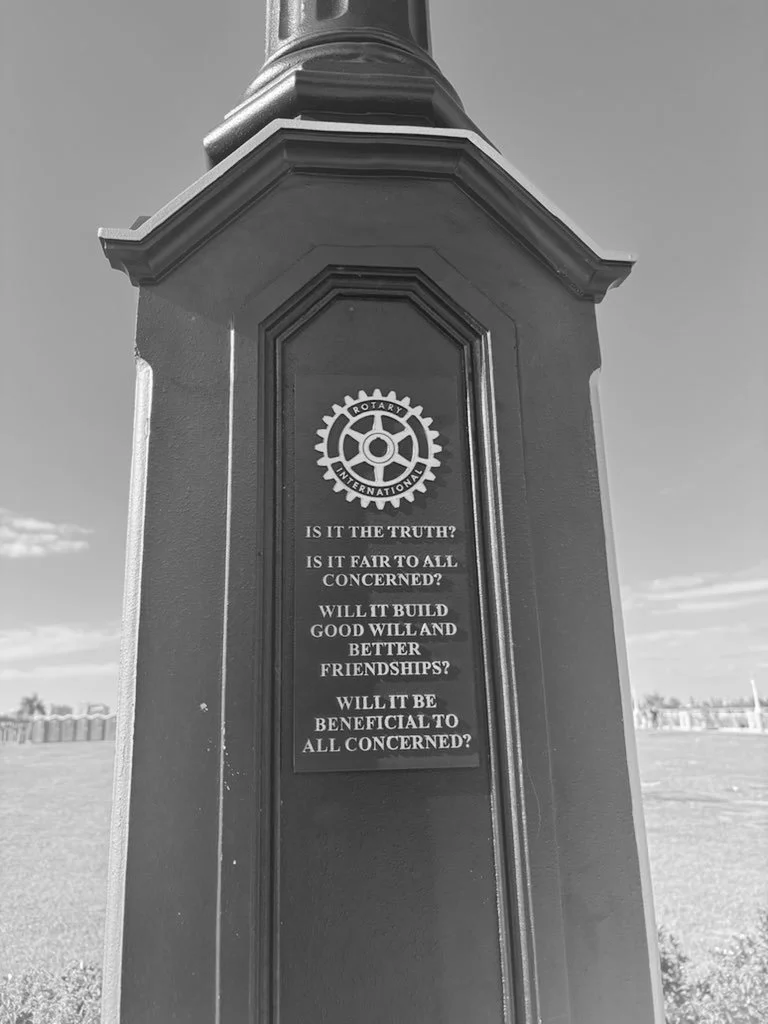 ROTARY
INTERNATIONAL
IS IT THE TRUTH?
IS IT FAIR TO ALL
CONCERNED?
WILL IT BUILD
GOOD WILL AND
BETTER
FRIENDSHIPS?
WILL IT BE
BENEFICIAL TO
ALL CONCERNED?